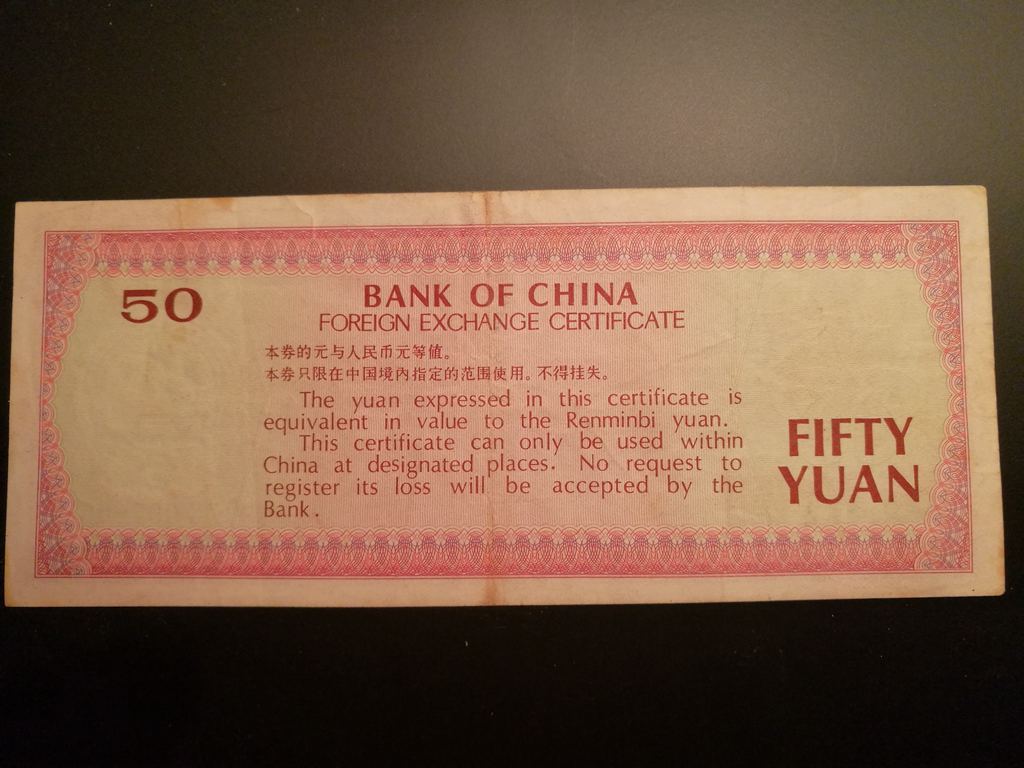 50
BANK OF CHINA
FOREIGN EXCHANGE CERTIFICATE
本券的元与人民币元等值。
本券只限在中国境内指定的范围使用。不得挂失。
The yuan expressed in this certificate is
equivalent in value to the Renminbi yuan.
This certificate can only be used within
China at designated places. No request to
register its loss will be accepted by the
Bank.
FIFTY
YUAN